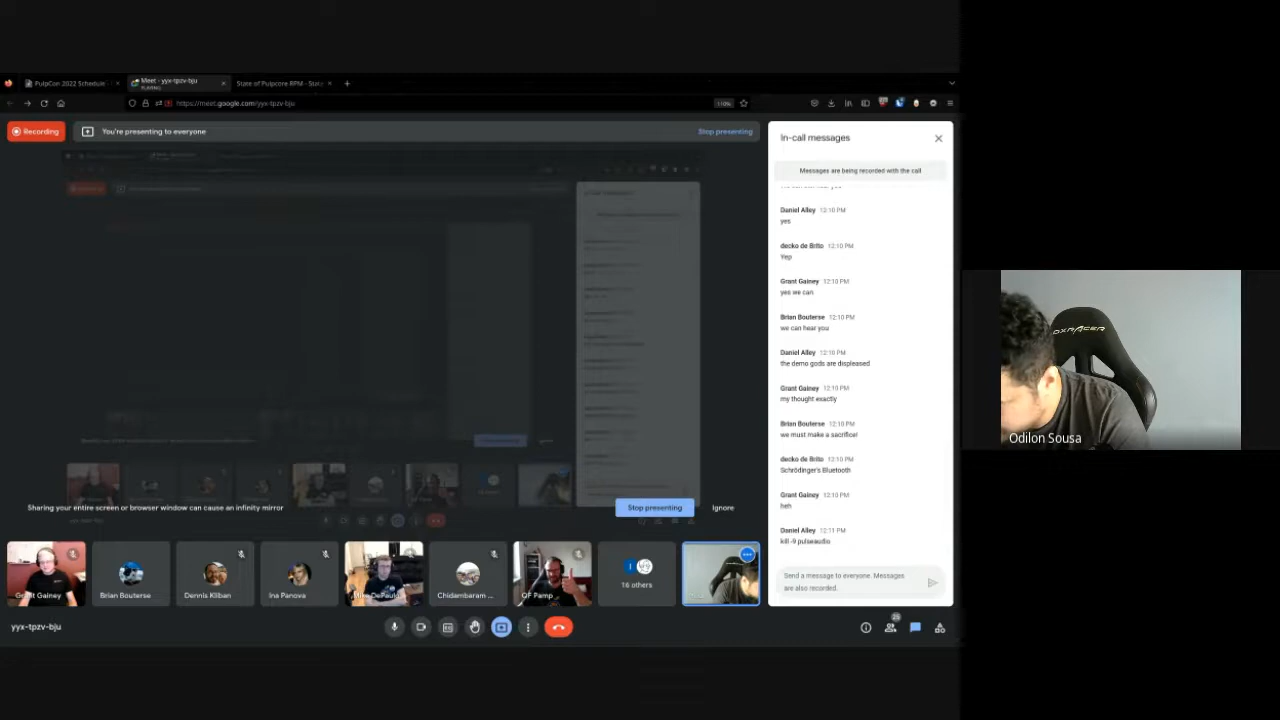 PulpCon 2022 Schedule
Meet - yyx-tpzv-bju
PLAYING
State of Pulpcore RPM - State
https://meet.google.com/yyx-tpzv-bju
110%
Recording
You're presenting to everyone
Stop presenting
In-call messages
Messages are being recorded with the call
Daniel Alley 12:10 PM
yes
decko de Brito 12:10 PM
Yep
Grant Gainey 12:10 PM
yes we can
Brian Bouterse 12:10 PM
we can hear you
Daniel Alley 12:10 PM
the demo gods are displeased
Grant Gainey 12:10 PM
my thought exactly
Brian Bouterse 12:10 PM
we must make a sacrifice!
decko de Brito 12:10 PM
Schrödinger's Bluetooth
Grant Gainey 12:10 PM
heh
Daniel Alley 12:11 PM
kill -9 pulseaudio
Sharing your entire screen or browser window can cause an infinity mirror
Stop presenting
Ignore
Grant Gainey
Brian Bouterse
Dennis Kliban
Ina Panova
Mike DePaulo
Chidambaram ...
QF Pamp
16 others
Send a message to everyone. Messages
are also recorded.
yyx-tpzv-bju
DXRACER
Odilon Sousa